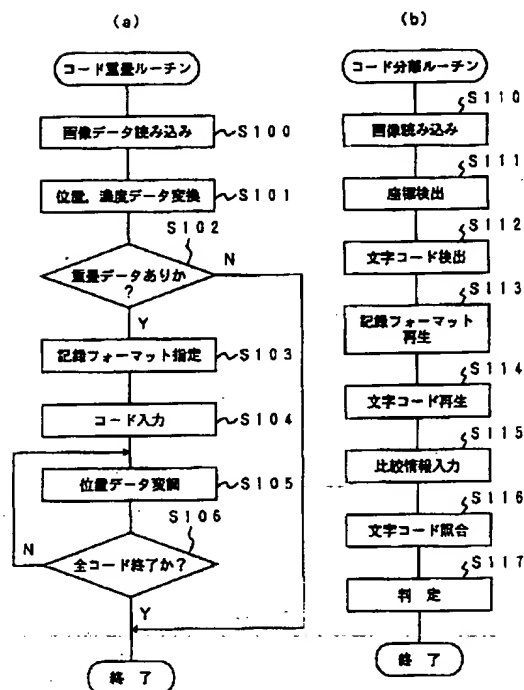 (a)
コード重畳ルーチン
画像データ読み込み
S100
位置,濃度データ変換
S101
S102
重畳データありか
?
N
Y
記録フォーマット指定
S103
コード入力
S104
位置データ変調
S105
S106
全コード終了か?
N
Y
終了
(b)
コード分離ルーチン
S110
画像読み込み
S111
座標検出
S112
文字コード検出
S113
記録フォーマット
再生
S114
文字コード再生
S115
比較情報入力
S116
文字コード照合
S117
判定
終了